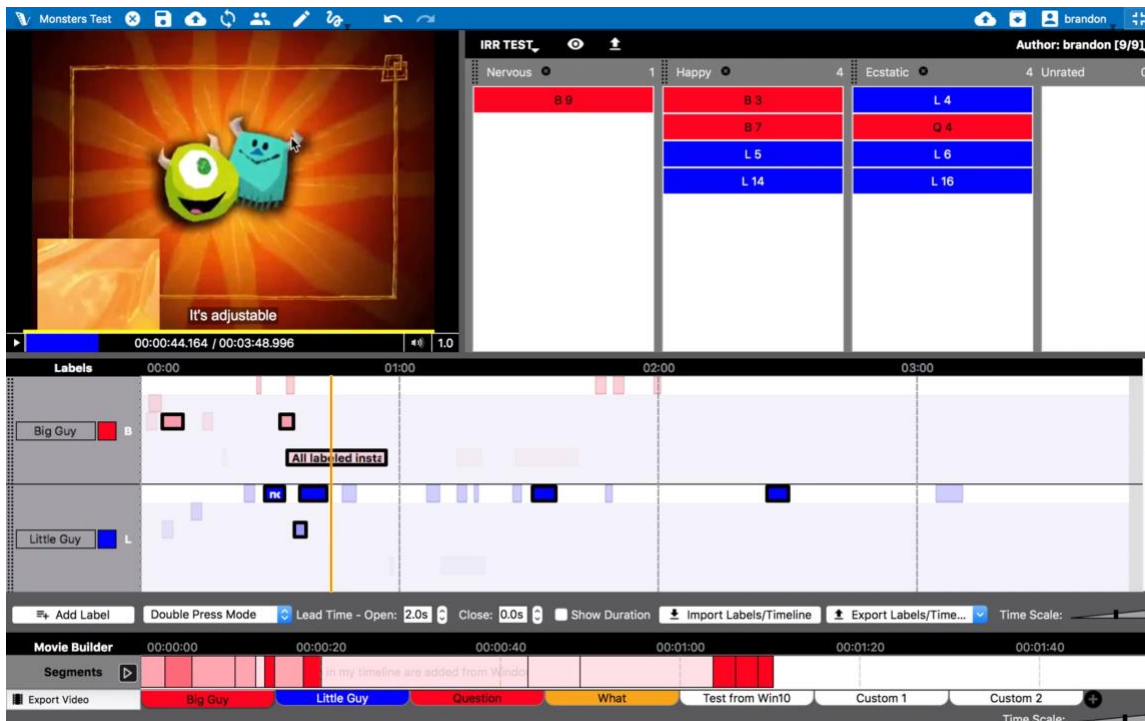 Monsters Test
brandon
IRR TEST
Author: brandon [9/9]
Nervous 1
Happy 4
Ecstatic 4
Unrated
B 9
B 3
L 4
B 7
Q 4
L 5
L 6
L 14
L 16
It's adjustable
00:00:44.164 / 00:03:48.996
1.0
Labels
00:00
01:00
02:00
03:00
Big Guy
B
All labeled insta
Little Guy
L
Add Label
Double Press Mode
Lead Time - Open: 2.0s
Close: 0.0s
Show Duration
Import Labels/Timeline
Export Labels/Time...
Time Scale:
Movie Builder
00:00:00
00:00:20
00:00:40
00:01:00
00:01:20
00:01:40
Segments
in my timeline are added from Windo
Export Video
Big Guy
Little Guy
Question
What
Test from Win10
Custom 1
Custom 2
Time Scale: